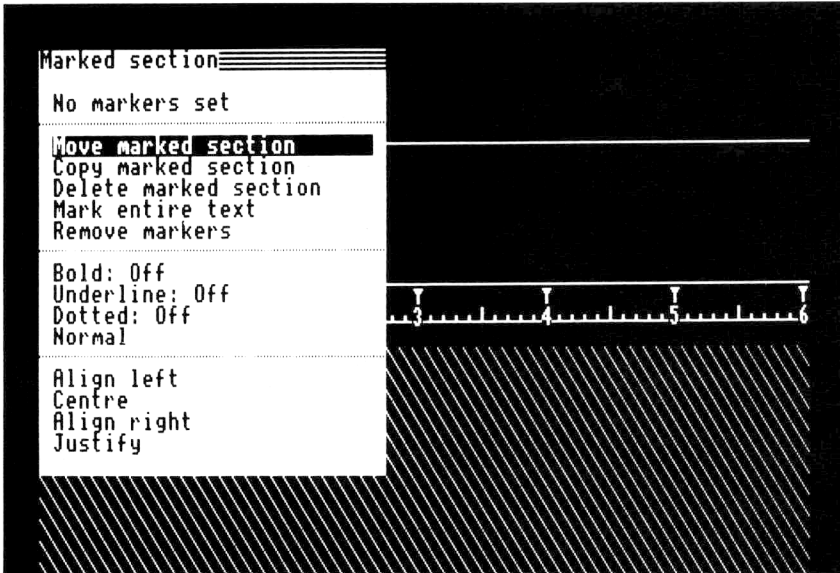 Marked section
No markers set
Move marked section
Copy marked section
Delete marked section
Mark entire text
Remove markers
Bold: Off
Underline: Off
Dotted: Off
Normal
Align left
Centre
Align right
Justify
3 4 5 6